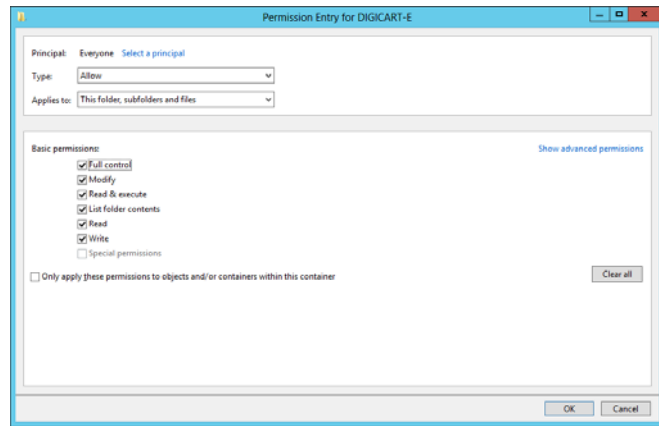 Permission Entry for DIGICART-E
Principal: Everyone Select a principal
Type: Allow
Applies to: This folder, subfolders and files
Basic permissions: Show advanced permissions
Full control
Modify
Read & execute
List folder contents
Read
Write
Special permissions
Only apply these permissions to objects and/or containers within this container Clear all
OK Cancel